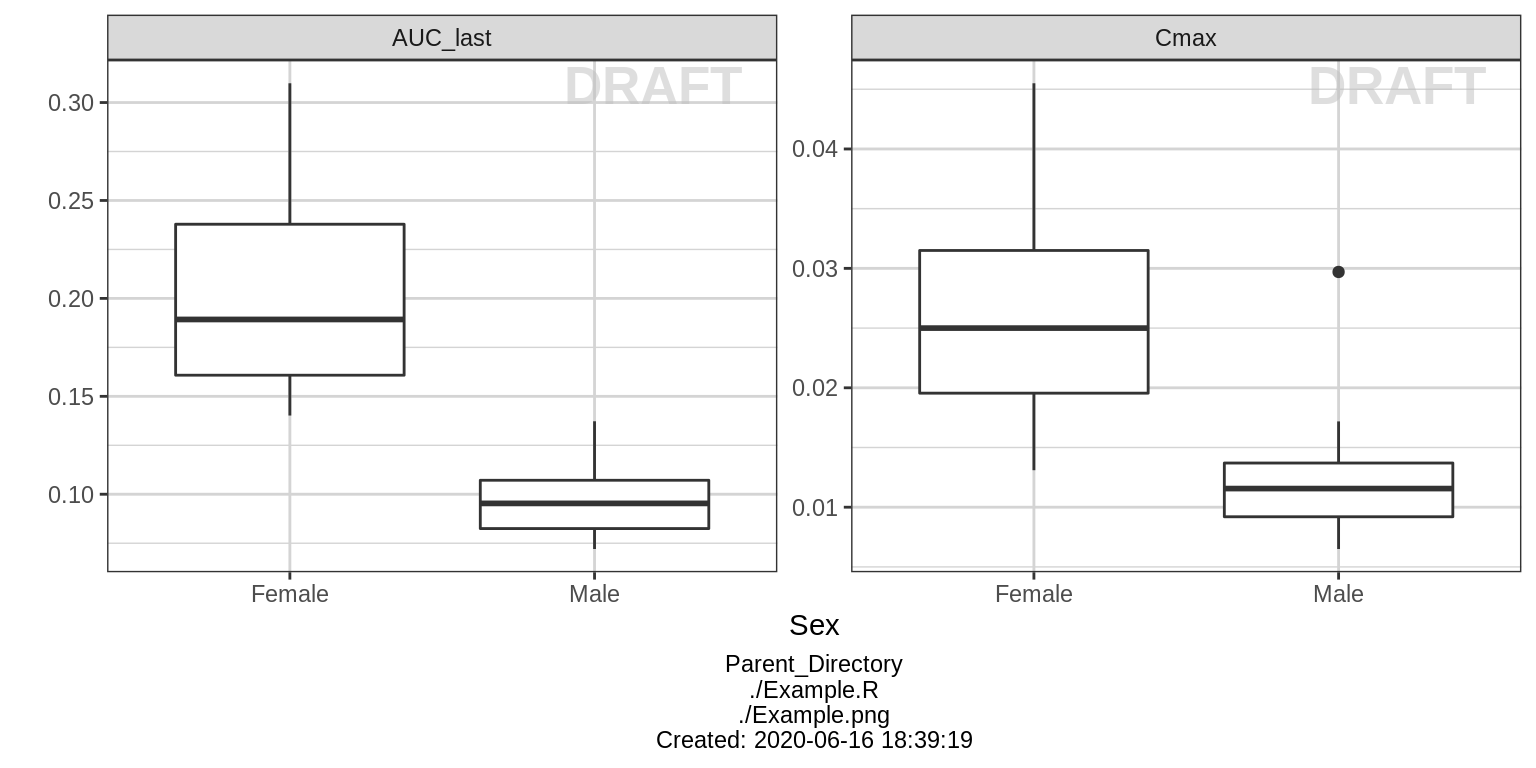 AUC_last
DRAFT
0.30
0.25
0.20
0.15
0.10
Female Male
Cmax
DRAFT
0.04
0.03
0.02
0.01
Female Male
Sex
Parent_Directory
./Example.R
./Example.png
Created: 2020-06-16 18:39:19